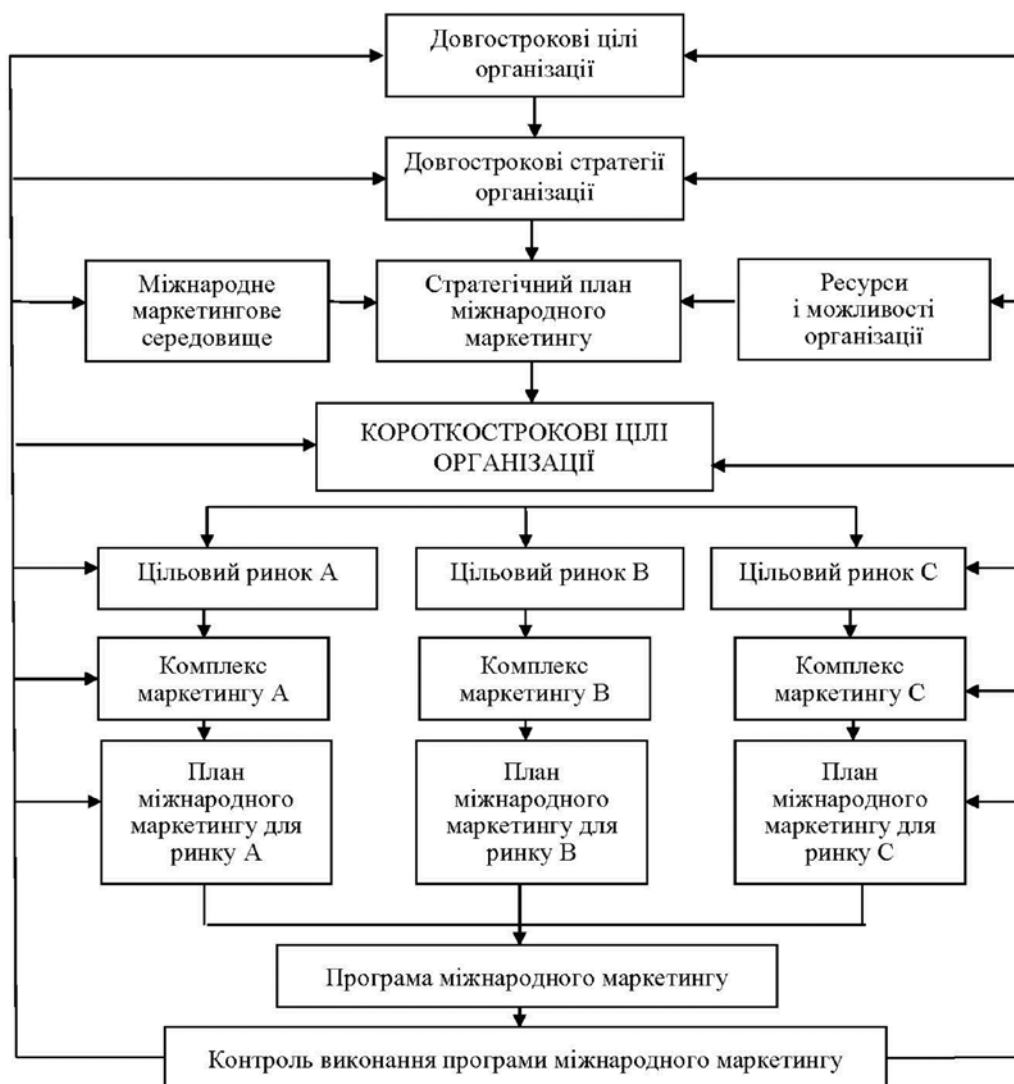 Довгострокові цілі
організації
Довгострокові стратегії
організації
Міжнародне
маркетингове
середовище
Стратегічний план
міжнародного
маркетингу
Ресурси
і можливості
організації
КОРОТКОСТРОКОВІ ЦІЛІ
ОРГАНІЗАЦІЇ
Цільовий ринок А
Цільовий ринок В
Цільовий ринок С
Комплекс
маркетингу А
Комплекс
маркетингу В
Комплекс
маркетингу С
План
міжнародного
маркетингу для
ринку А
План
міжнародного
маркетингу для
ринку В
План
міжнародного
маркетингу для
ринку С
Програма міжнародного маркетингу
Контроль виконання програми міжнародного маркетингу